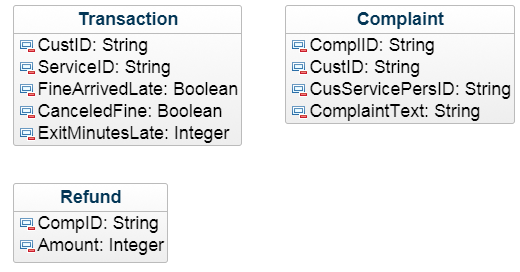 Transaction
CustID: String
ServiceID: String
FineArrivedLate: Boolean
CanceledFine: Boolean
ExitMinutesLate: Integer
Complaint
ComplID: String
CustID: String
CusServicePersID: String
ComplaintText: String
Refund
CompID: String
Amount: Integer